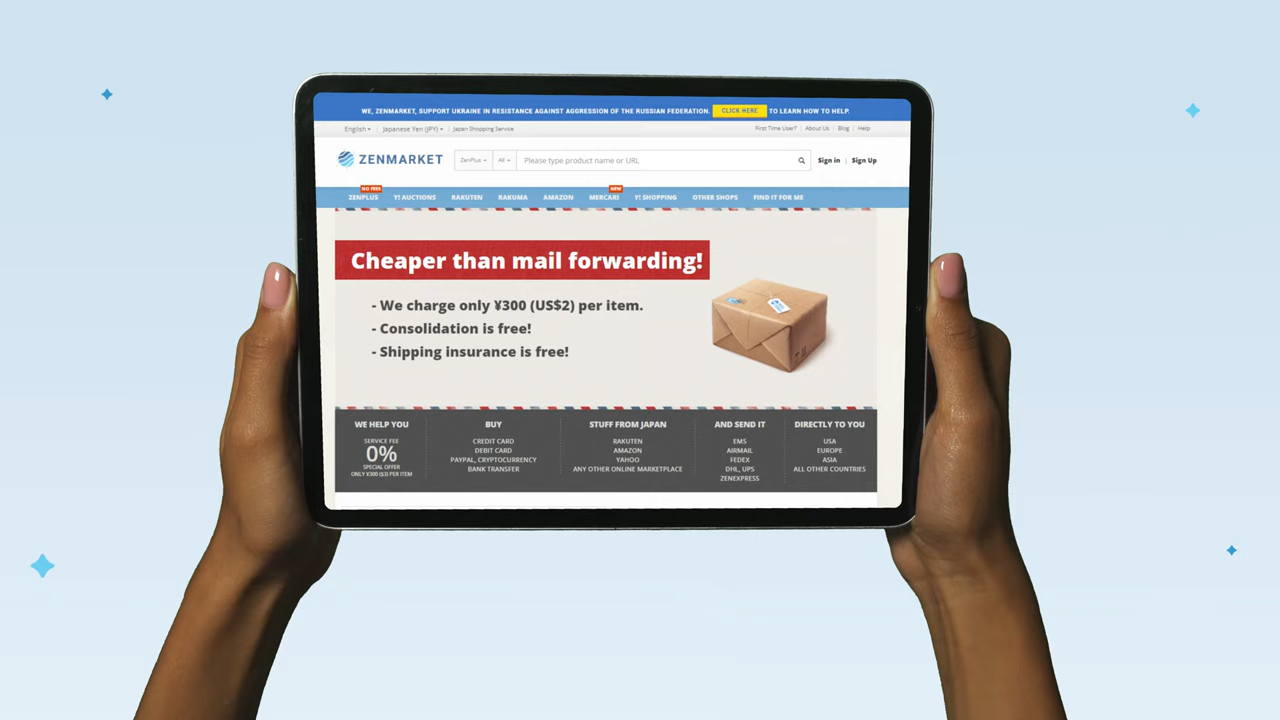 WE, ZENMARKET, SUPPORT UKRAINE IN RESISTANCE AGAINST AGGRESSION OF THE RUSSIAN FEDERATION. CLICK HERE TO LEARN HOW TO HELP.
English Japanese Yen (JPY) Japan Shopping Service First Time User? About Us Blog Help
ZENMARKET ZenPlus All Please type product name or URL Sign in Sign Up
NO FEE NEW
ZENPLUS Y! AUCTIONS RAKUTEN RAKUMA AMAZON MERCARI Y! SHOPPING OTHER SHOPS FIND IT FOR ME
Cheaper than mail forwarding!
- We charge only ¥300 (US$2) per item.
- Consolidation is free!
- Shipping insurance is free!
WE HELP YOU
SERVICE FEE
0%
SPECIAL OFFER
ONLY ¥300 ($3) PER ITEM
BUY
CREDIT CARD
DEBIT CARD
PAYPAL, CRYPTOCURRENCY
BANK TRANSFER
STUFF FROM JAPAN
RAKUTEN
AMAZON
YAHOO
ANY OTHER ONLINE MARKETPLACE
AND SEND IT
EMS
AIRMAIL
FEDEX
DHL, UPS
ZENEXPRESS
DIRECTLY TO YOU
USA
EUROPE
ASIA
ALL OTHER COUNTRIES